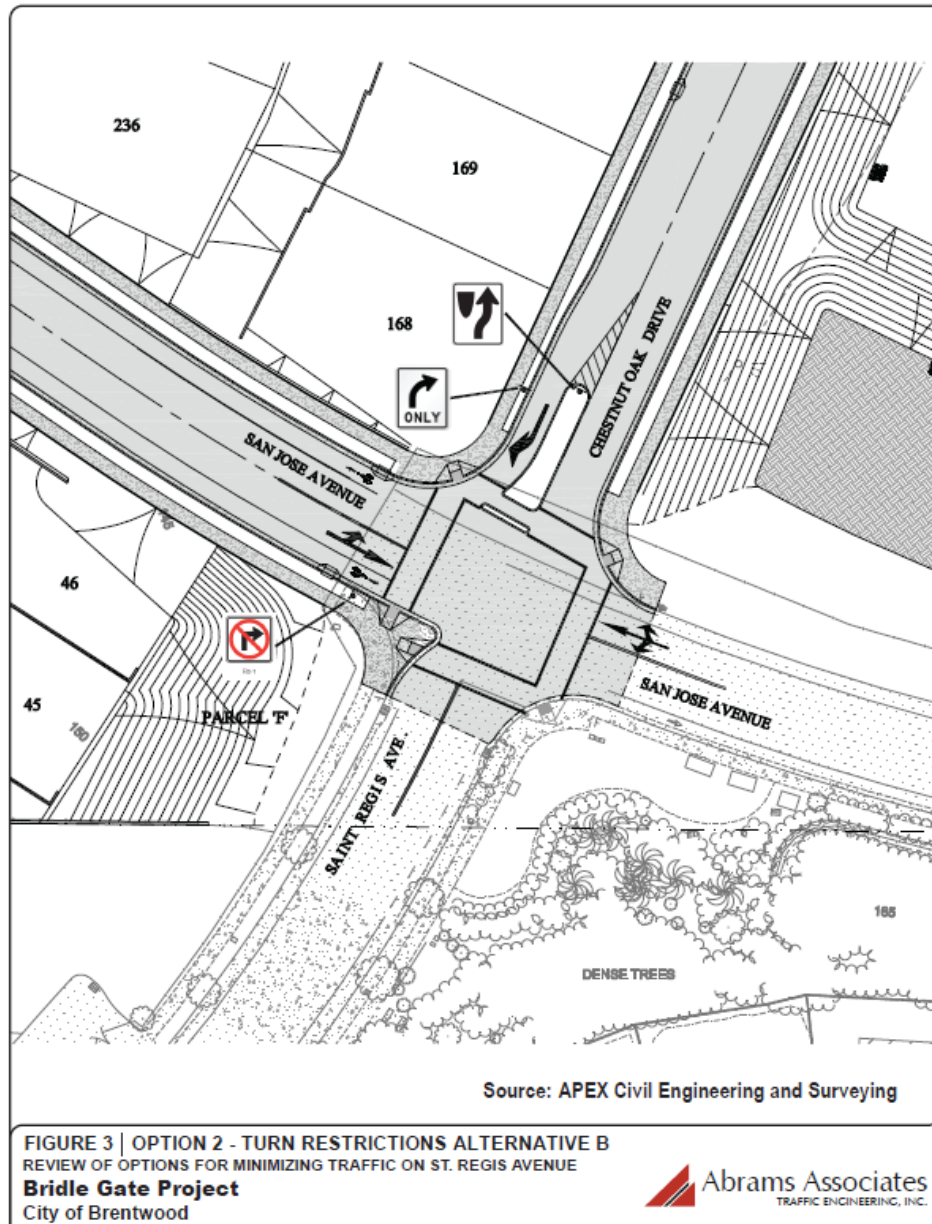 236
169
168
ONLY
CHESTNUT OAK DRIVE
SAN JOSE AVENUE
46
45
150
PARCEL 'F'
SAN JOSE AVENUE
SAINT REGIS AVE.
165
DENSE TREES
Source: APEX Civil Engineering and Surveying
FIGURE 3 | OPTION 2 - TURN RESTRICTIONS ALTERNATIVE B
REVIEW OF OPTIONS FOR MINIMIZING TRAFFIC ON ST. REGIS AVENUE
Bridle Gate Project
City of Brentwood
Abrams Associates
TRAFFIC ENGINEERING, INC.